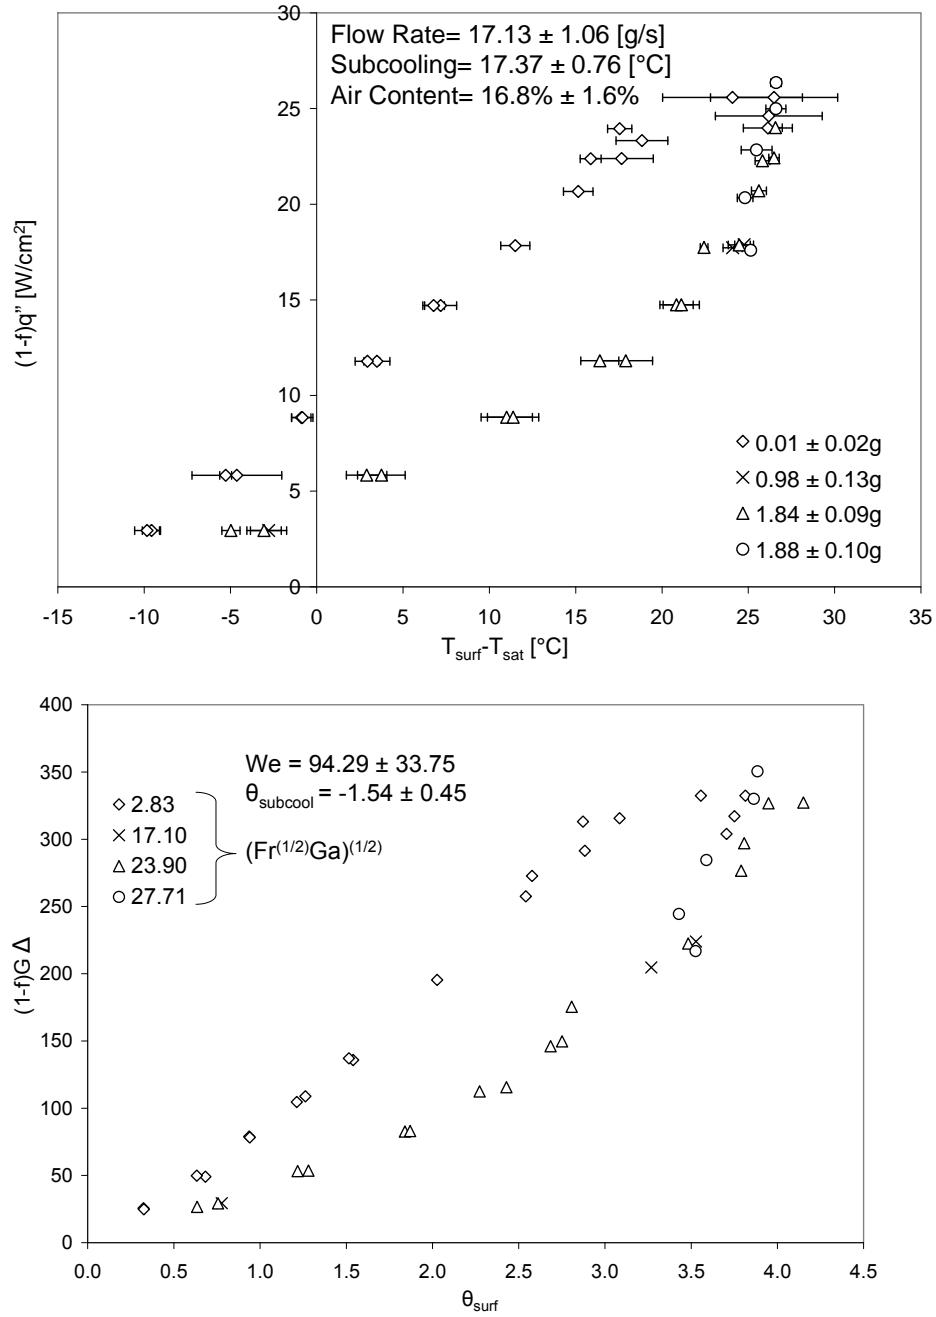 30
Flow Rate= 17.13 ± 1.06 [g/s]
Subcooling= 17.37 ± 0.76 [°C]
Air Content= 16.8% ± 1.6%
25
20
15
10
5
0
(1-f)q” [W/cm²]
0.01 ± 0.02g
0.98 ± 0.13g
1.84 ± 0.09g
1.88 ± 0.10g
-15 -10 -5 0 5 10 15 20 25 30 35
Tsurf-Tsat [°C]
400
350
300
250
200
150
100
50
0
(1-f)G Δ
We = 94.29 ± 33.75
θsubcool = -1.54 ± 0.45
2.83
17.10
23.90
27.71
(Fr(1/2)Ga)(1/2)
0.0 0.5 1.0 1.5 2.0 2.5 3.0 3.5 4.0 4.5
θsurf